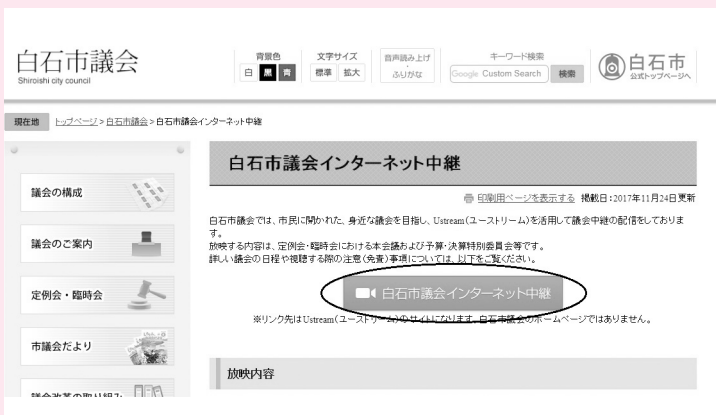 白石市議会
Shiroishi city council
背景色
白 黒 青
文字サイズ
標準 拡大
音声読み上げ
・
ふりがな
キーワード検索
Google Custom Search 検索
白石市
公式トップページへ
現在地 トップページ > 白石市議会 > 白石市議会インターネット中継
議会の構成
議会のご案内
定例会・臨時会
市議会だより
議会改革の取り組み
白石市議会インターネット中継
印刷用ページを表示する 掲載日：2017年11月24日更新
白石市議会では、市民に開かれた、身近な議会を目指し、Ustream（ユーストリーム）を活用して議会中継の配信をしておりま
す。
放映する内容は、定例会・臨時会における本会議および予算・決算特別委員会等です。
詳しい議会の日程や視聴する際の注意（免責）事項については、以下をご覧ください。
白石市議会インターネット中継
※リンク先はUstream（ユーストリーム）のサイトになります。白石市議会のホームページではありません。
放映内容